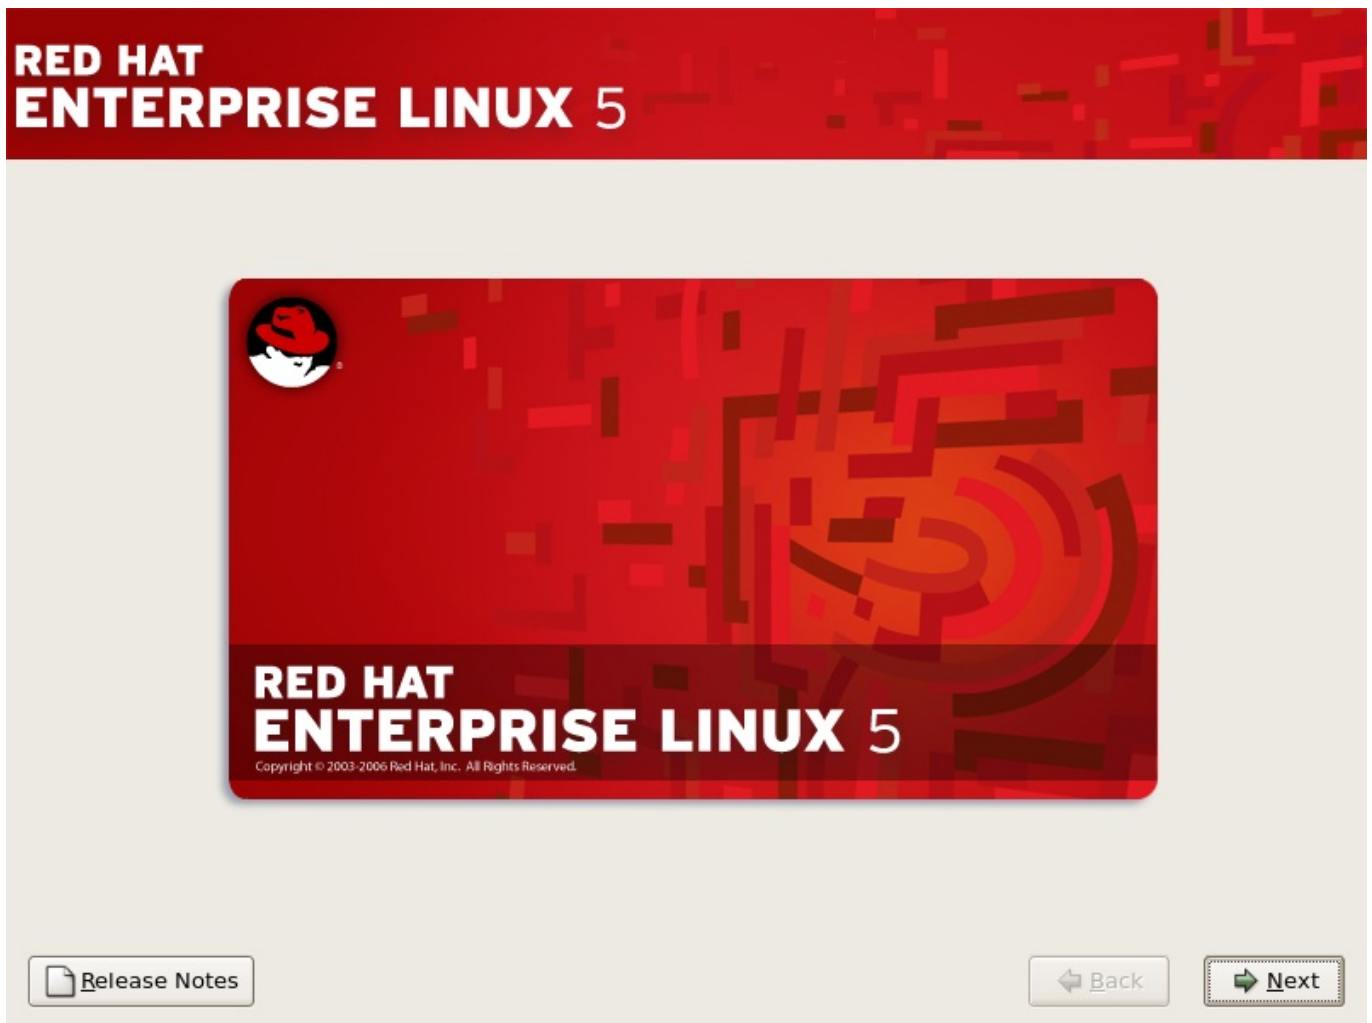 RED HAT
ENTERPRISE LINUX 5
RED HAT
ENTERPRISE LINUX 5
Copyright © 2003-2006 Red Hat, Inc. All Rights Reserved.
Release Notes
Back
Next